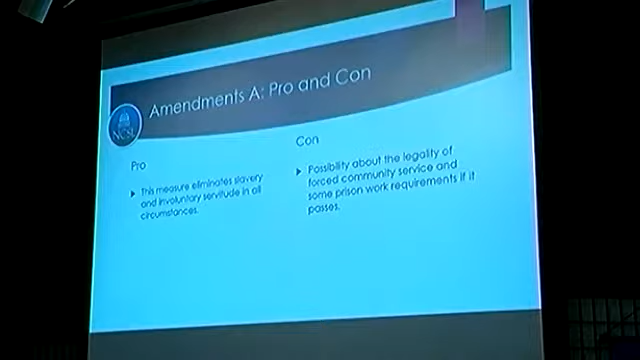 Amendments A: Pro and Con
NCSL
Pro
This measure eliminates slavery
and involuntary servitude in all
circumstances.
Con
Possibility about the legality of
forced community service and
some prison work requirements if it
passes.